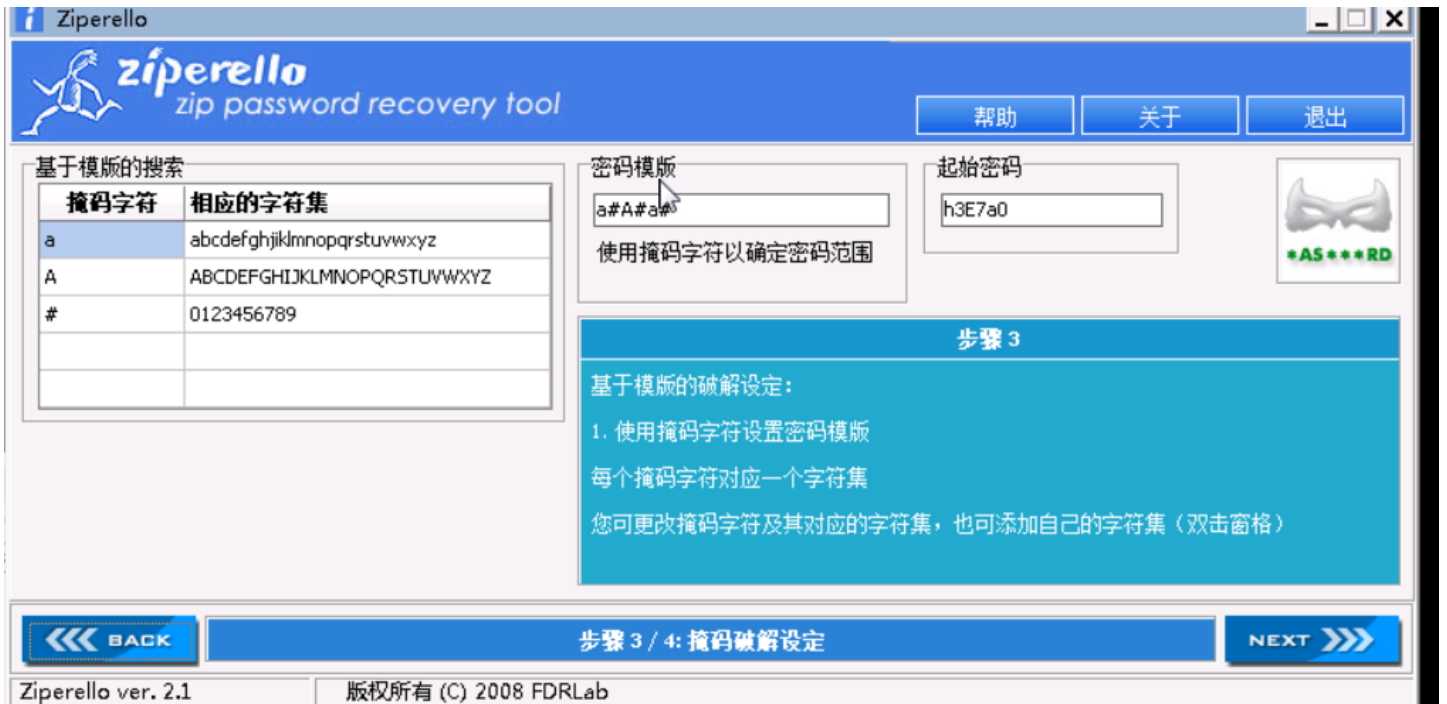 Ziperello
ziperello
zip password recovery tool
帮助
关于
退出
基于模版的搜索
掩码字符 相应的字符集
a abcdefghjiklmnopqrstuvwxyz
A ABCDEFGHIJKLMNOPQRSTUVWXYZ
# 0123456789
密码模版
a#A#a#
使用掩码字符以确定密码范围
起始密码
h3E7a0
*AS***RD
步骤 3
基于模版的破解设定:
1. 使用掩码字符设置密码模版
每个掩码字符对应一个字符集
您可更改掩码字符及其对应的字符集，也可添加自己的字符集（双击窗格）
BACK
步骤 3 / 4: 掩码破解设定
NEXT
Ziperello ver. 2.1
版权所有 (C) 2008 FDRLab